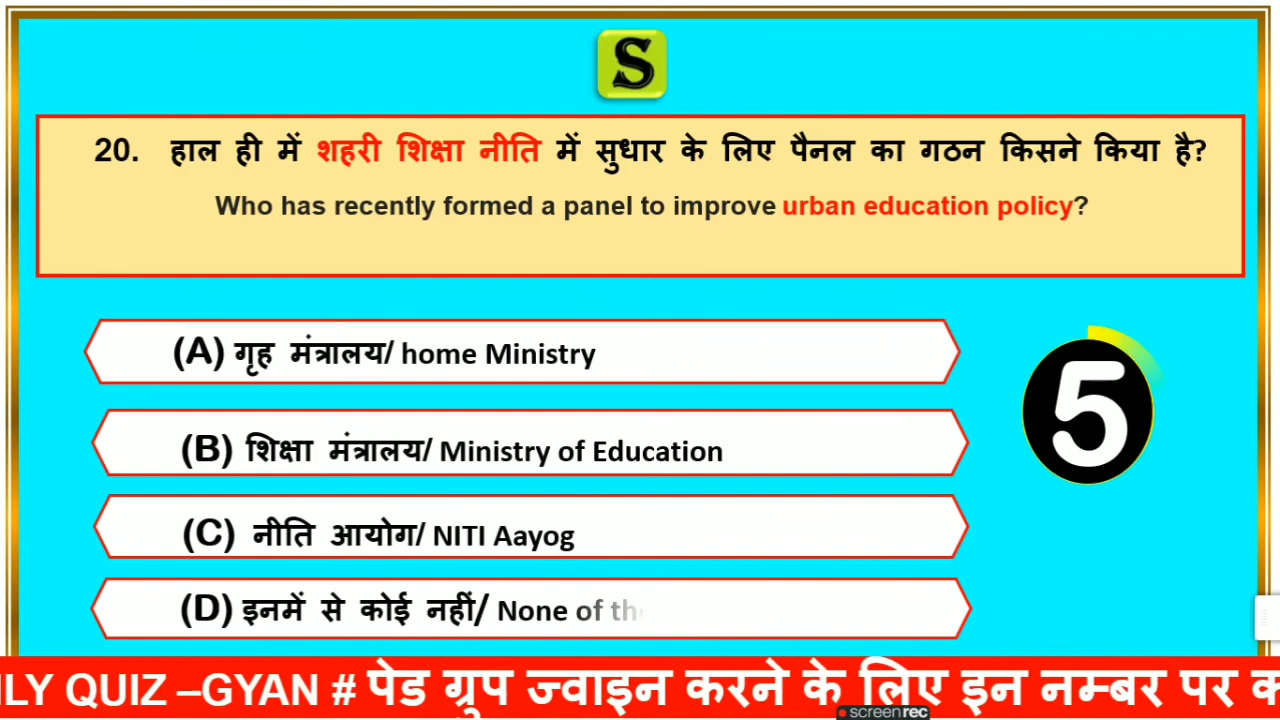 S
20. हाल ही में शहरी शिक्षा नीति में सुधार के लिए पैनल का गठन किसने किया है?
Who has recently formed a panel to improve urban education policy?
(A) गृह मंत्रालय/ home Ministry
5
(B) शिक्षा मंत्रालय/ Ministry of Education
(C) नीति आयोग/ NITI Aayog
(D) इनमें से कोई नहीं/ None of the
ILY QUIZ –GYAN # पेड ग्रुप ज्वाइन करने के लिए इन नम्बर पर क
screenrec